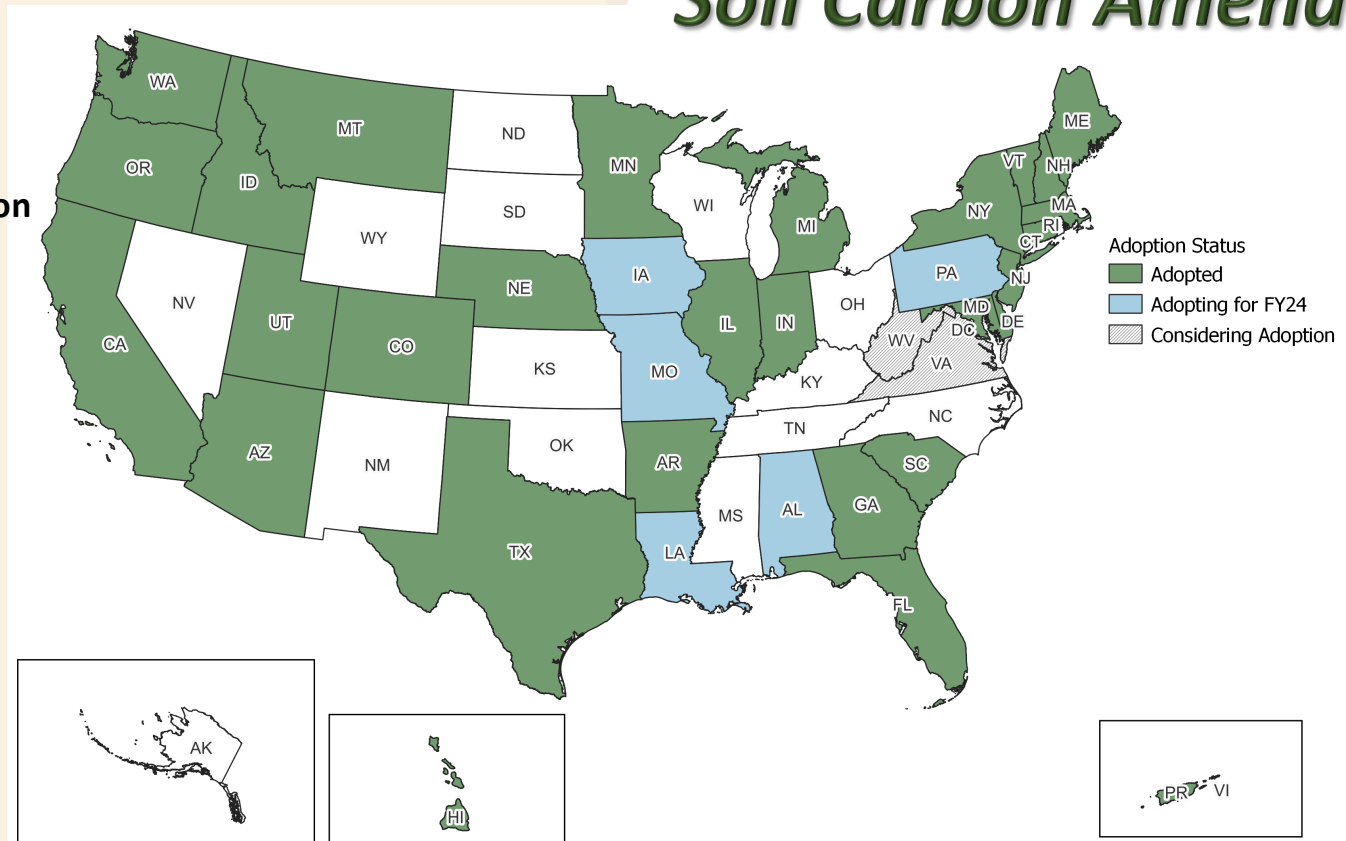 Soil Carbon Amend
on
WA
MT
ND
MN
ME
OR
ID
SD
WI
MI
VT
NH
NY
MA
RI
CT
WY
NE
IA
PA
NJ
NV
UT
CO
IL
IN
OH
MD
DE
DC
WV
VA
CA
KS
MO
KY
NC
AZ
NM
OK
AR
TN
SC
MS
AL
GA
TX
LA
FL
Adoption Status
Adopted
Adopting for FY24
Considering Adoption
AK
HI
PR
VI